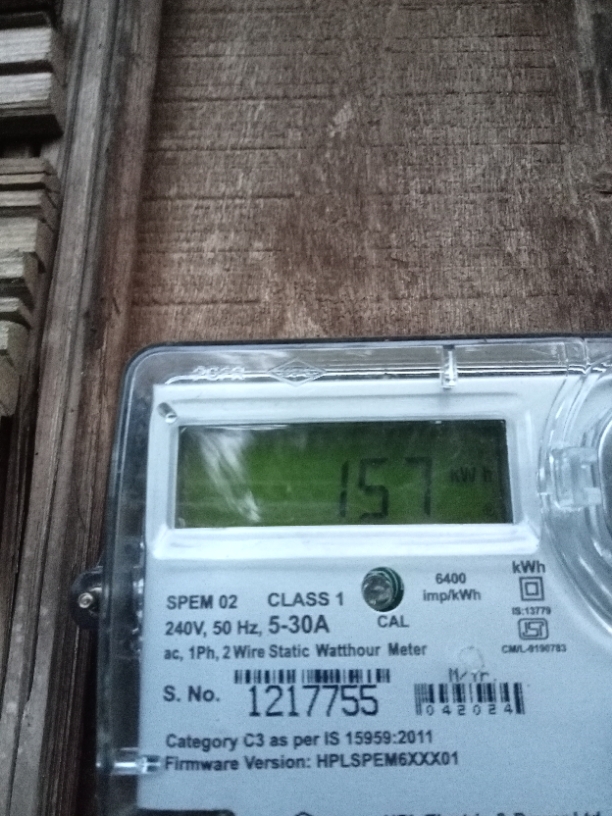 157 kWh
kWh
6400
imp/kWh
IS:13779
SPEM 02 CLASS 1
CAL
240V, 50 Hz, 5-30A
CM/L-9190783
ac, 1Ph, 2 Wire Static Watthour Meter
M/Yr.
S. No. 1217755
042024
Category C3 as per IS 15959:2011
Firmware Version: HPLSPEM6XXX01